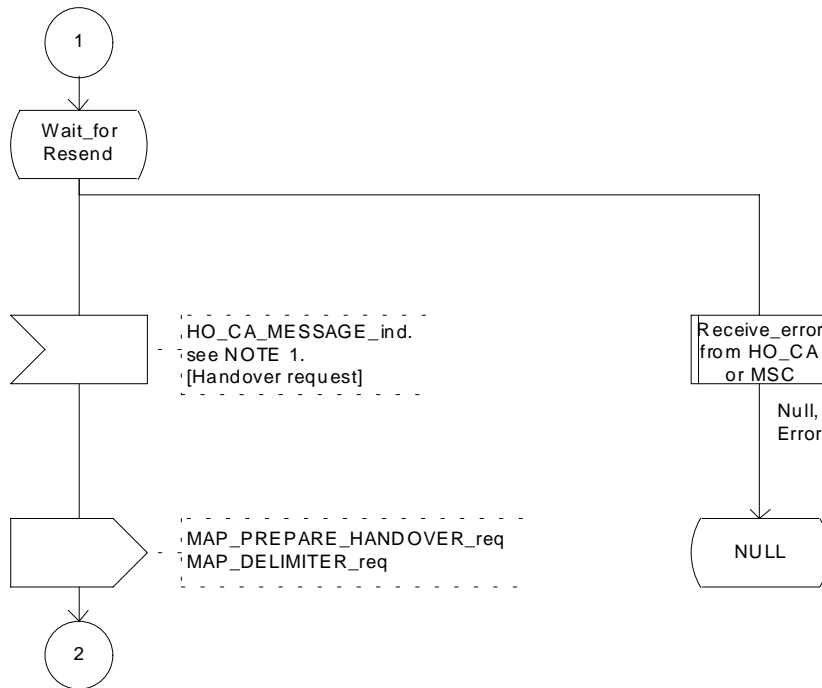 1
Wait_for
Resend
HO_CA_MESSAGE_ind.
see NOTE 1.
[Handover request]
Receive_error
from HO_CA
or MSC
Null,
Error
MAP_PREPARE_HANDOVER_req
MAP_DELIMITER_req
NULL
2